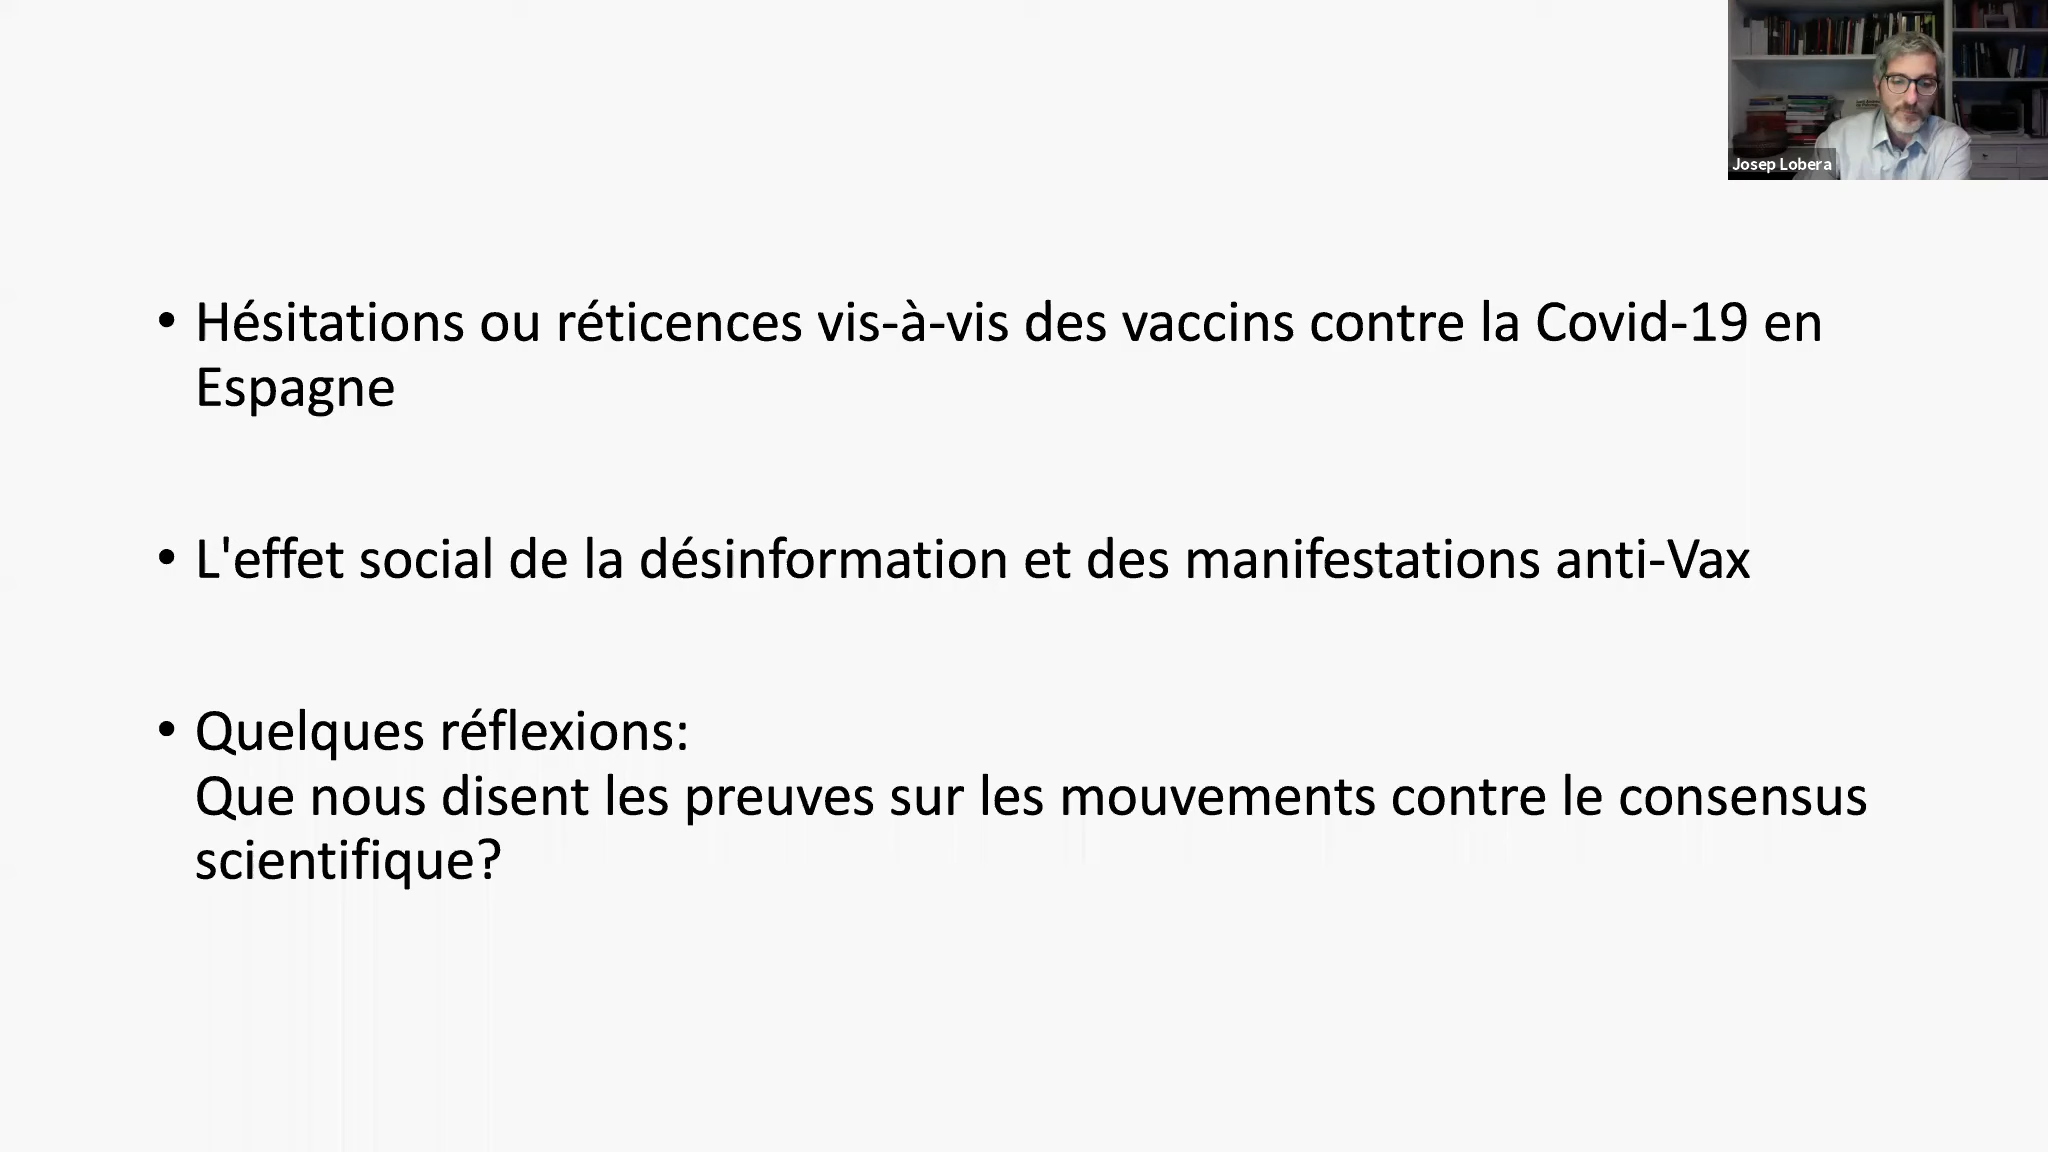 Josep Lobera
• Hésitations ou réticences vis-à-vis des vaccins contre la Covid-19 en
Espagne
• L'effet social de la désinformation et des manifestations anti-Vax
• Quelques réflexions:
Que nous disent les preuves sur les mouvements contre le consensus
scientifique?